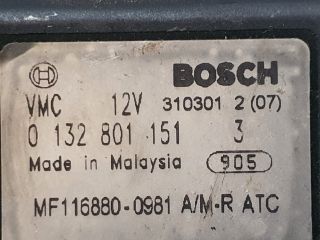 BOSCH
VMC 12V 310301 2 (07)
0 132 801 151 3
Made in Malaysia 905
MF116880-0981 A/M-R ATC